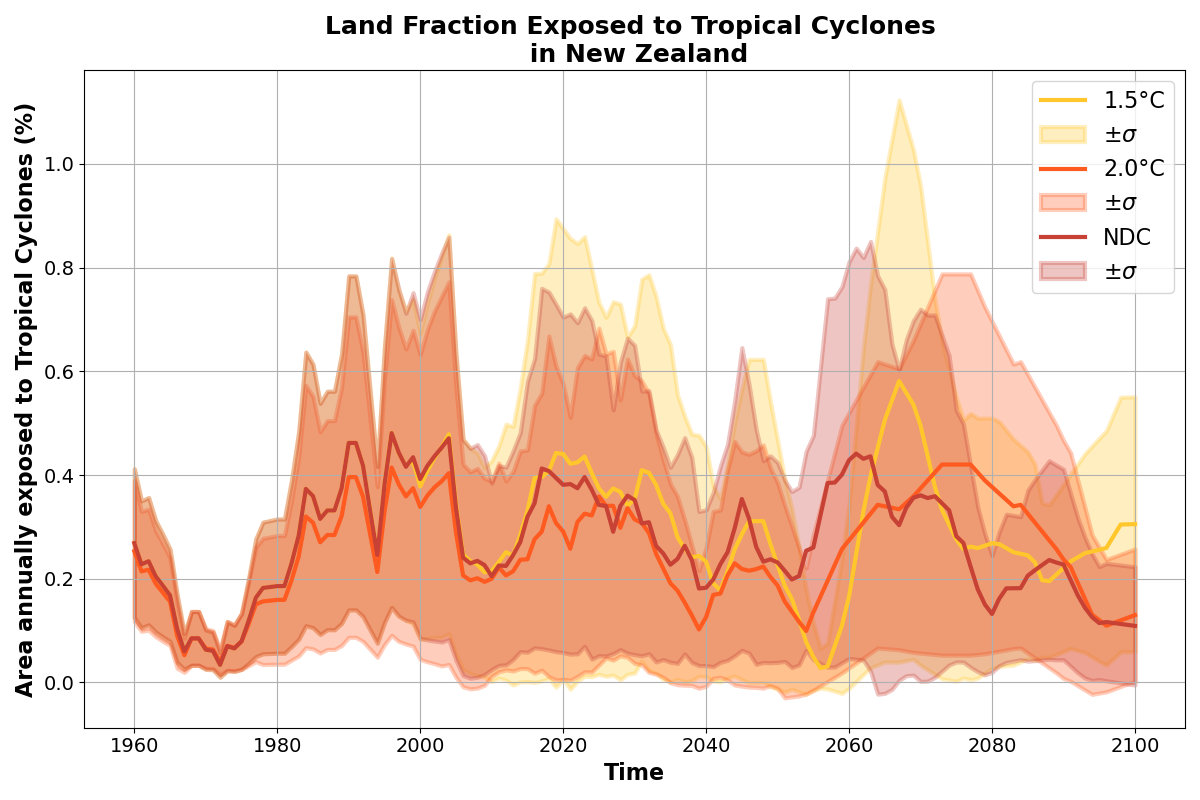 Land Fraction Exposed to Tropical Cyclones
in New Zealand
Area annually exposed to Tropical Cyclones (%)
1.0
0.8
0.6
0.4
0.2
0.0
1960
1980
2000
2020
2040
2060
2080
2100
Time
1.5°C
±σ
2.0°C
±σ
NDC
±σ